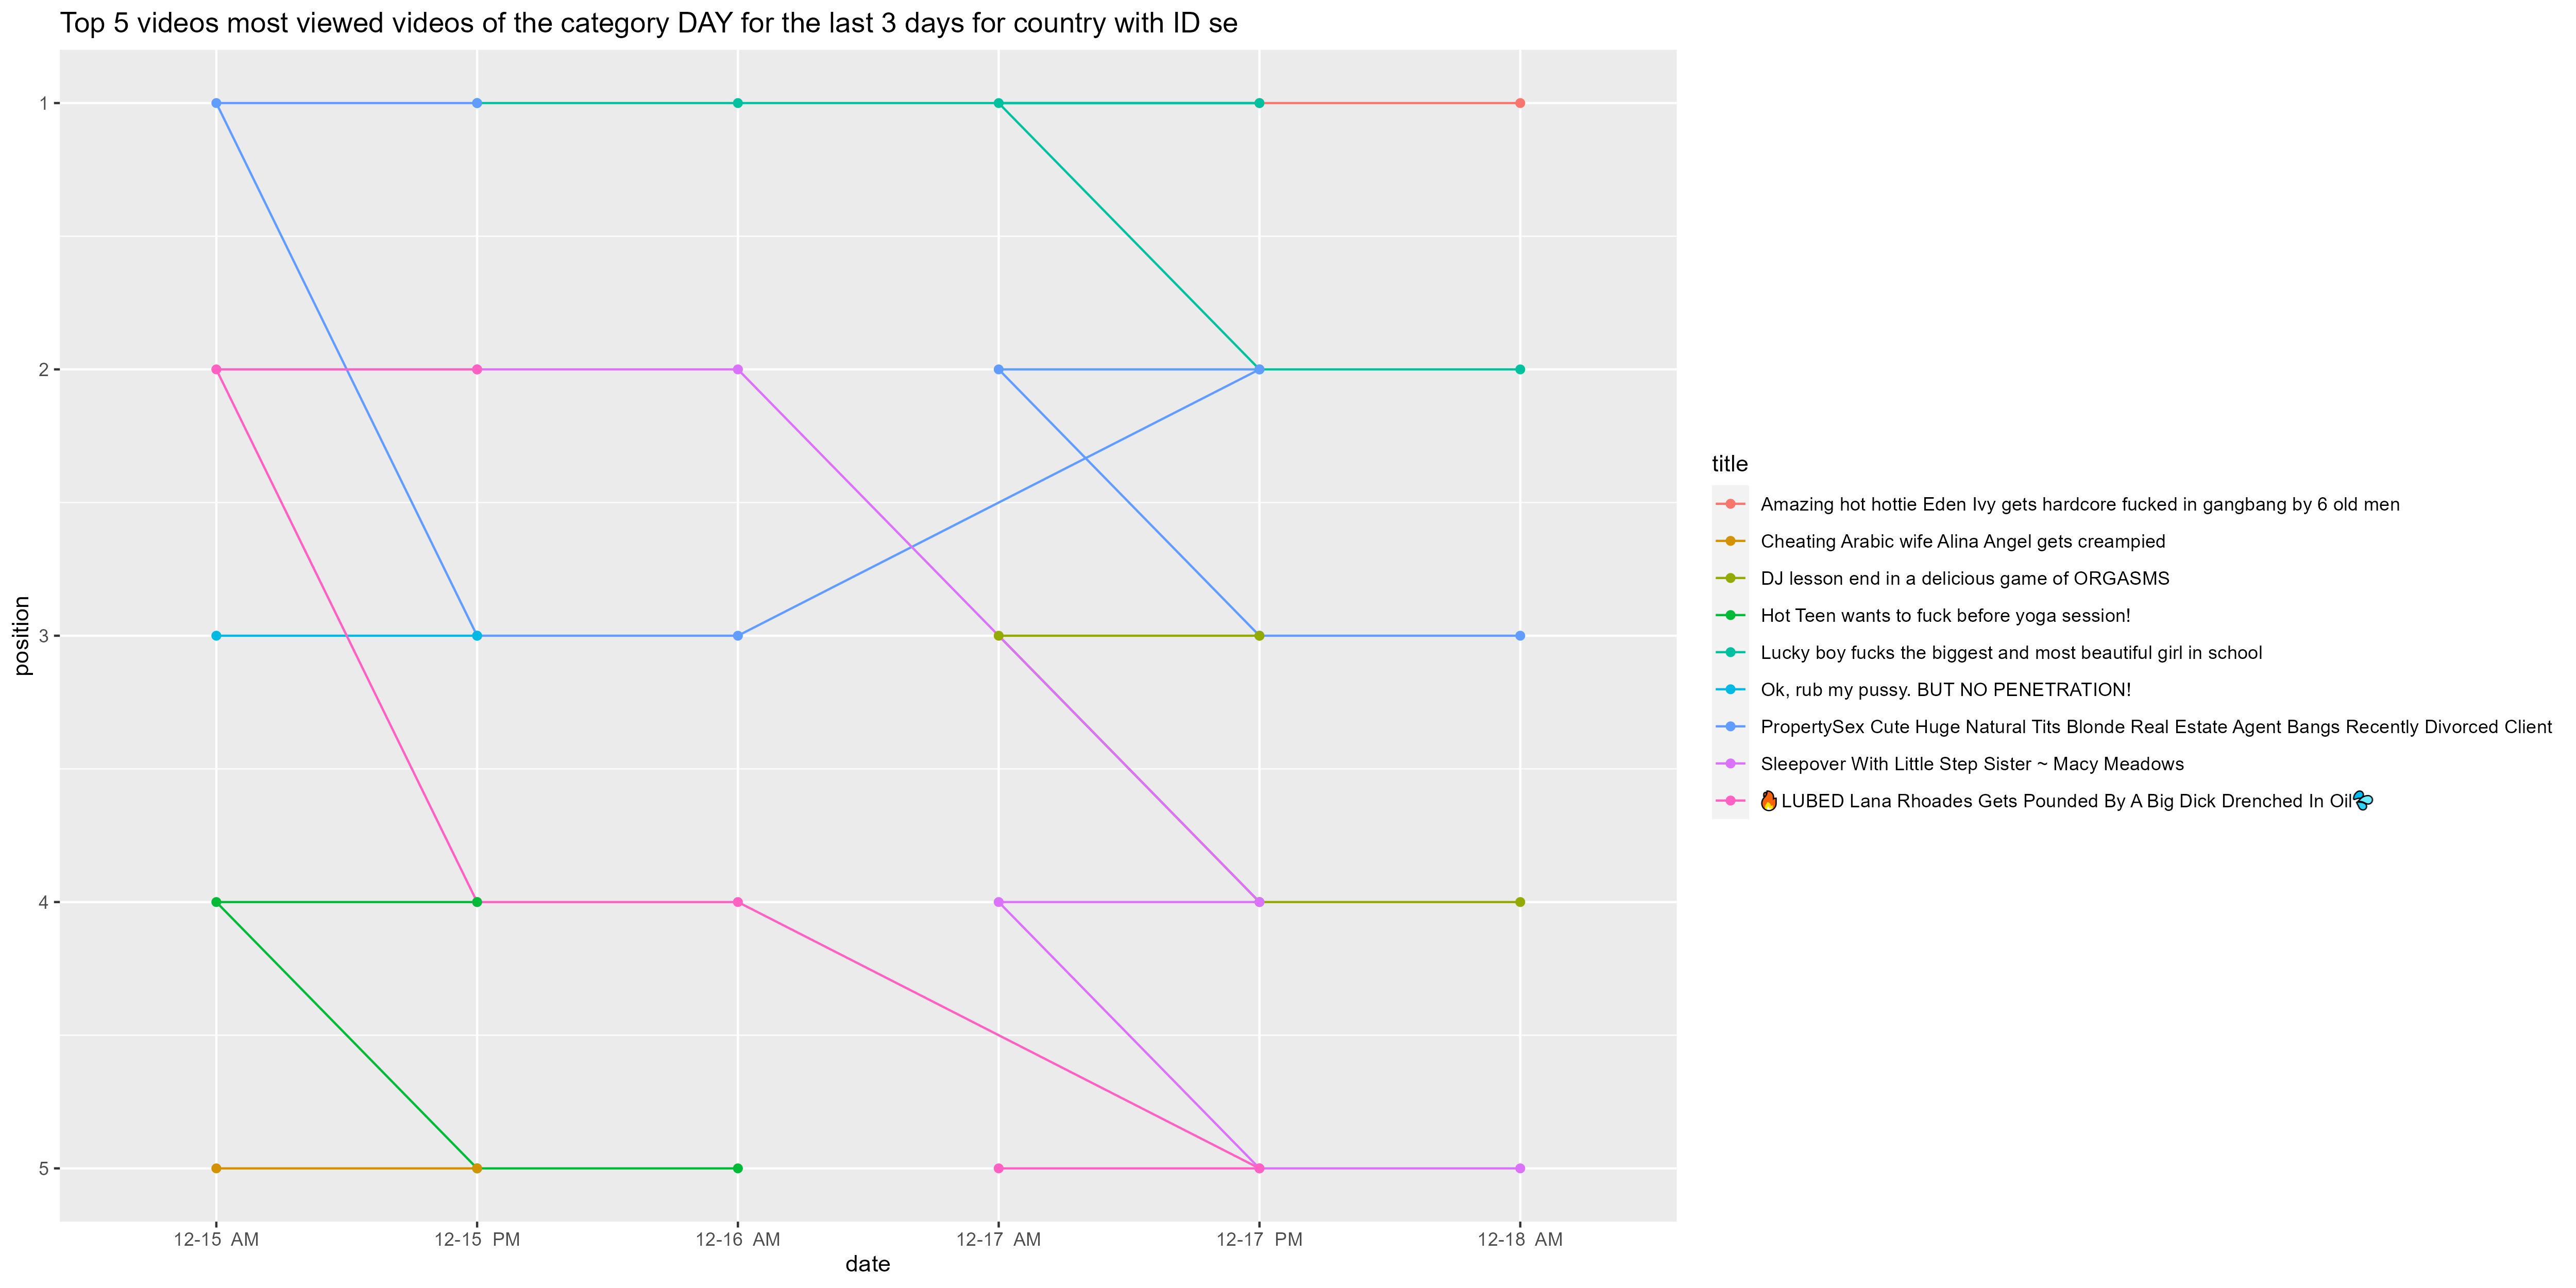 Top 5 videos most viewed videos of the category DAY for the last 3 days for country with ID se
position
1
2
3
4
5
12-15 AM
12-15 PM
12-16 AM
12-17 AM
12-17 PM
12-18 AM
date
title
Amazing hot hottie Eden Ivy gets hardcore fucked in gangbang by 6 old men
Cheating Arabic wife Alina Angel gets creampied
DJ lesson end in a delicious game of ORGASMS
Hot Teen wants to fuck before yoga session!
Lucky boy fucks the biggest and most beautiful girl in school
Ok, rub my pussy. BUT NO PENETRATION!
PropertySex Cute Huge Natural Tits Blonde Real Estate Agent Bangs Recently Divorced Client
Sleepover With Little Step Sister ~ Macy Meadows
🔥LUBED Lana Rhoades Gets Pounded By A Big Dick Drenched In Oil💦